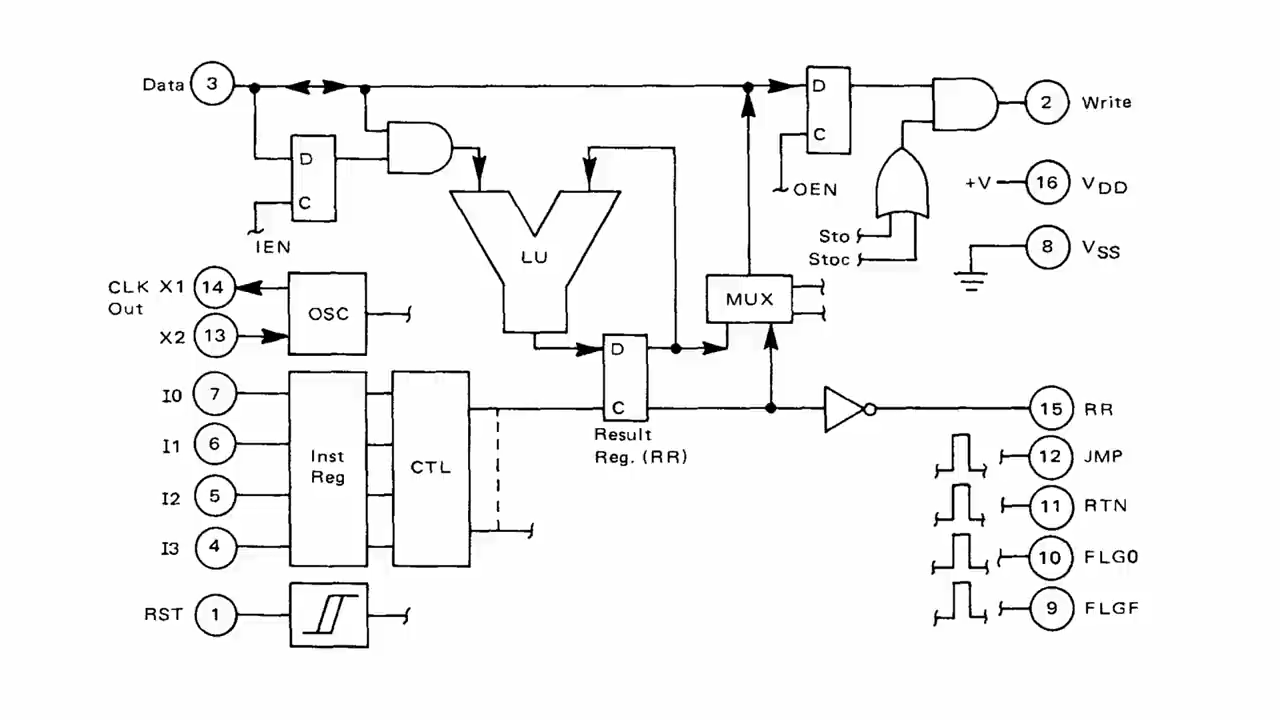 Data 3
D
C
IEN
LU
D
C
OEN
2 Write
+V 16 VDD
Sto
Stoc
8 VSS
CLK X1 14
Out
X2 13
OSC
MUX
I0 7
I1 6
I2 5
I3 4
Inst
Reg
CTL
D
C
Result
Reg. (RR)
15 RR
12 JMP
11 RTN
10 FLG0
9 FLGF
RST 1